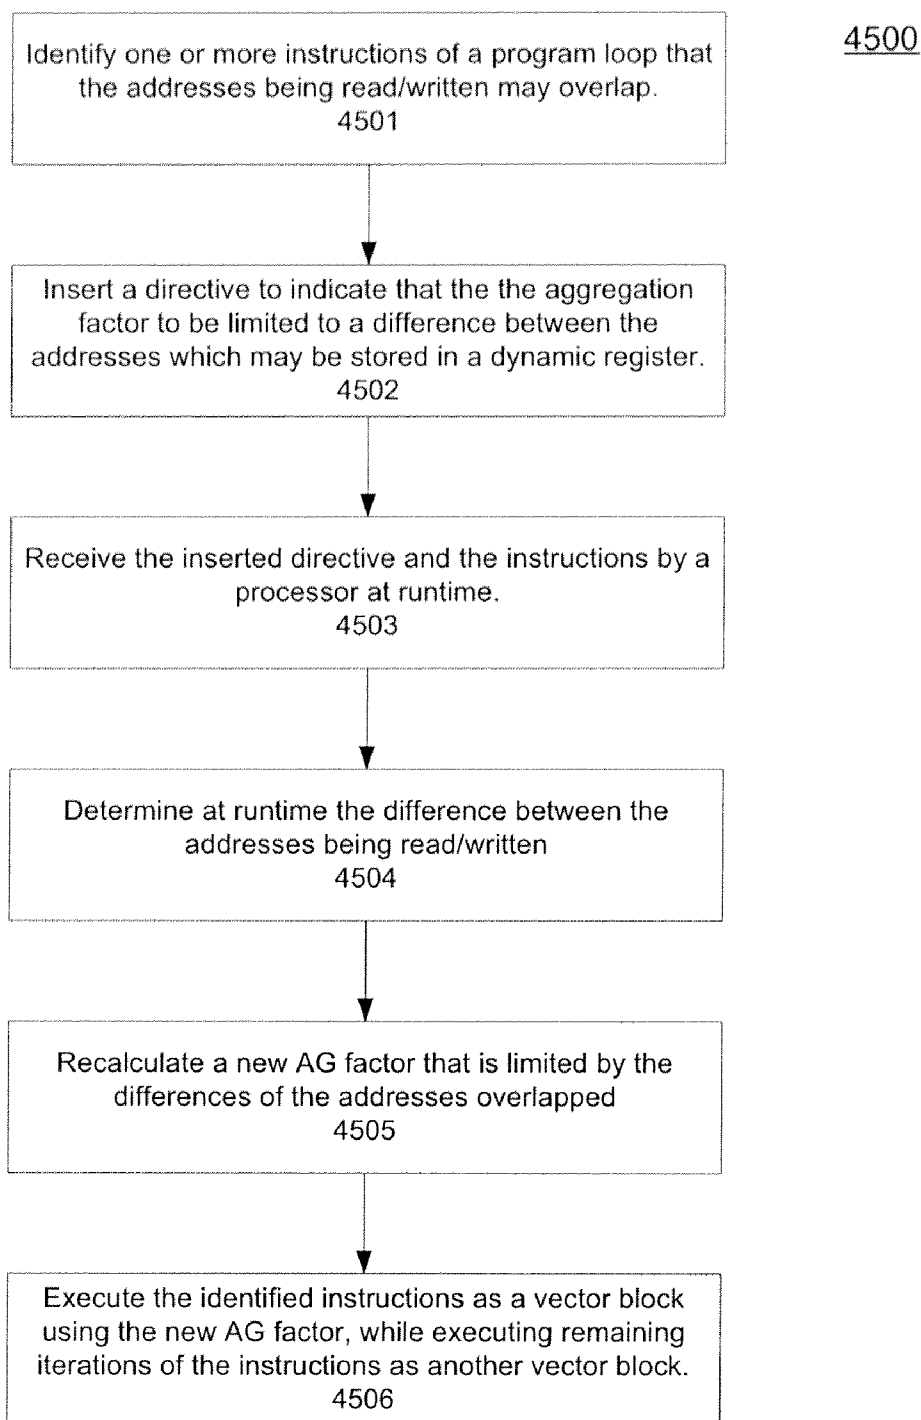 4500
Identify one or more instructions of a program loop that
the addresses being read/written may overlap.
4501
Insert a directive to indicate that the the aggregation
factor to be limited to a difference between the
addresses which may be stored in a dynamic register.
4502
Receive the inserted directive and the instructions by a
processor at runtime.
4503
Determine at runtime the difference between the
addresses being read/written
4504
Recalculate a new AG factor that is limited by the
differences of the addresses overlapped
4505
Execute the identified instructions as a vector block
using the new AG factor, while executing remaining
iterations of the instructions as another vector block.
4506